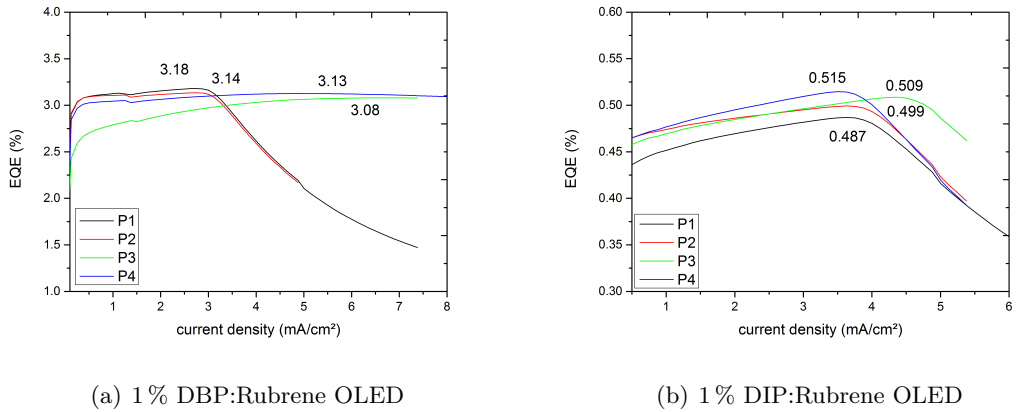 4.0
3.5
3.0
2.5
2.0
1.5
1.0
EQE (%)
3.18
3.14
3.13
3.08
P1
P2
P3
P4
1 2 3 4 5 6 7 8
current density (mA/cm²)
(a) 1 % DBP:Rubrene OLED
0.60
0.55
0.50
0.45
0.40
0.35
0.30
EQE (%)
0.515
0.509
0.499
0.487
P1
P2
P3
P4
1 2 3 4 5 6
current density (mA/cm²)
(b) 1 % DIP:Rubrene OLED